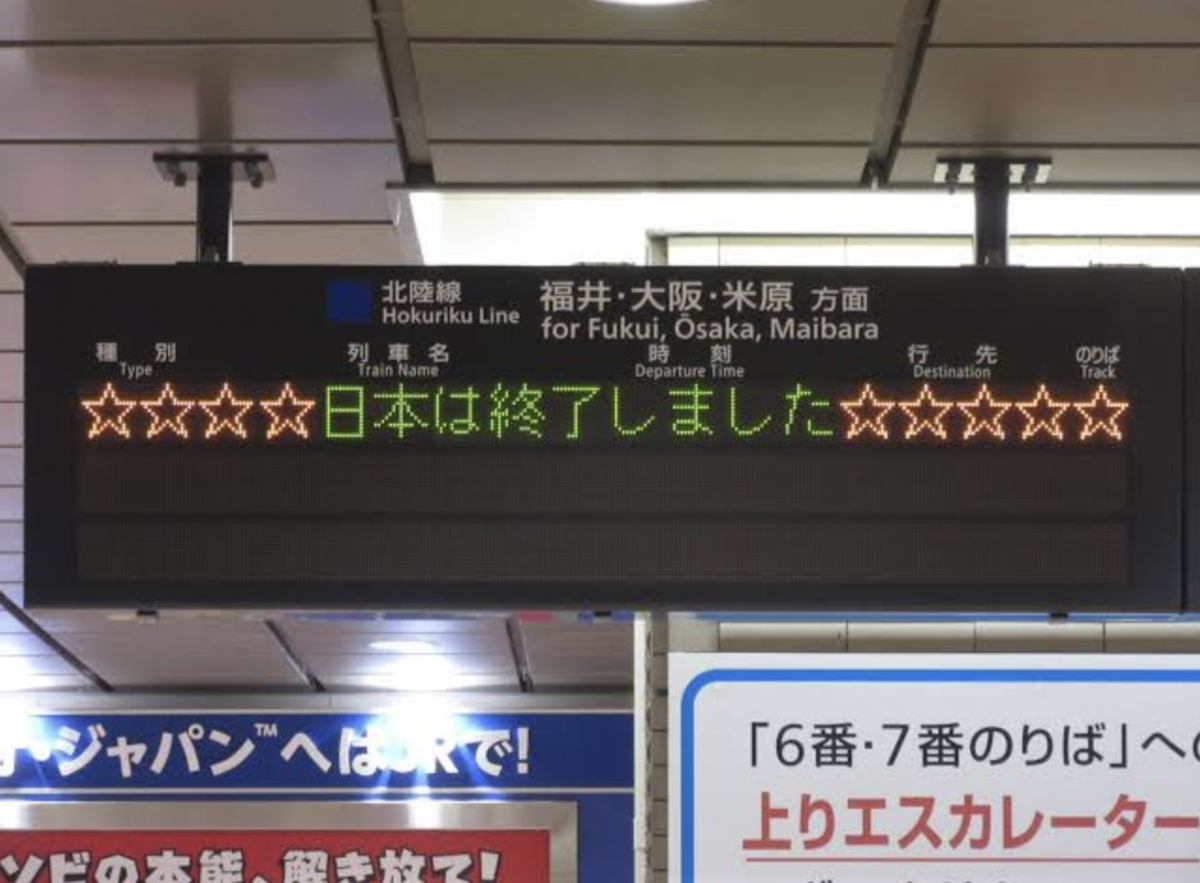 北陸線 福井・大阪・米原 方面
Hokuriku Line for Fukui, Ōsaka, Maibara
種別 列車名 時刻 行先 のりば
Type Train Name Departure Time Destination Track
☆☆☆☆日本は終了しました☆☆☆☆☆
・ジャパン™へはJRで!
「6番・7番のりば」へ
上りエスカレーター
ンビの本能、解き放て!